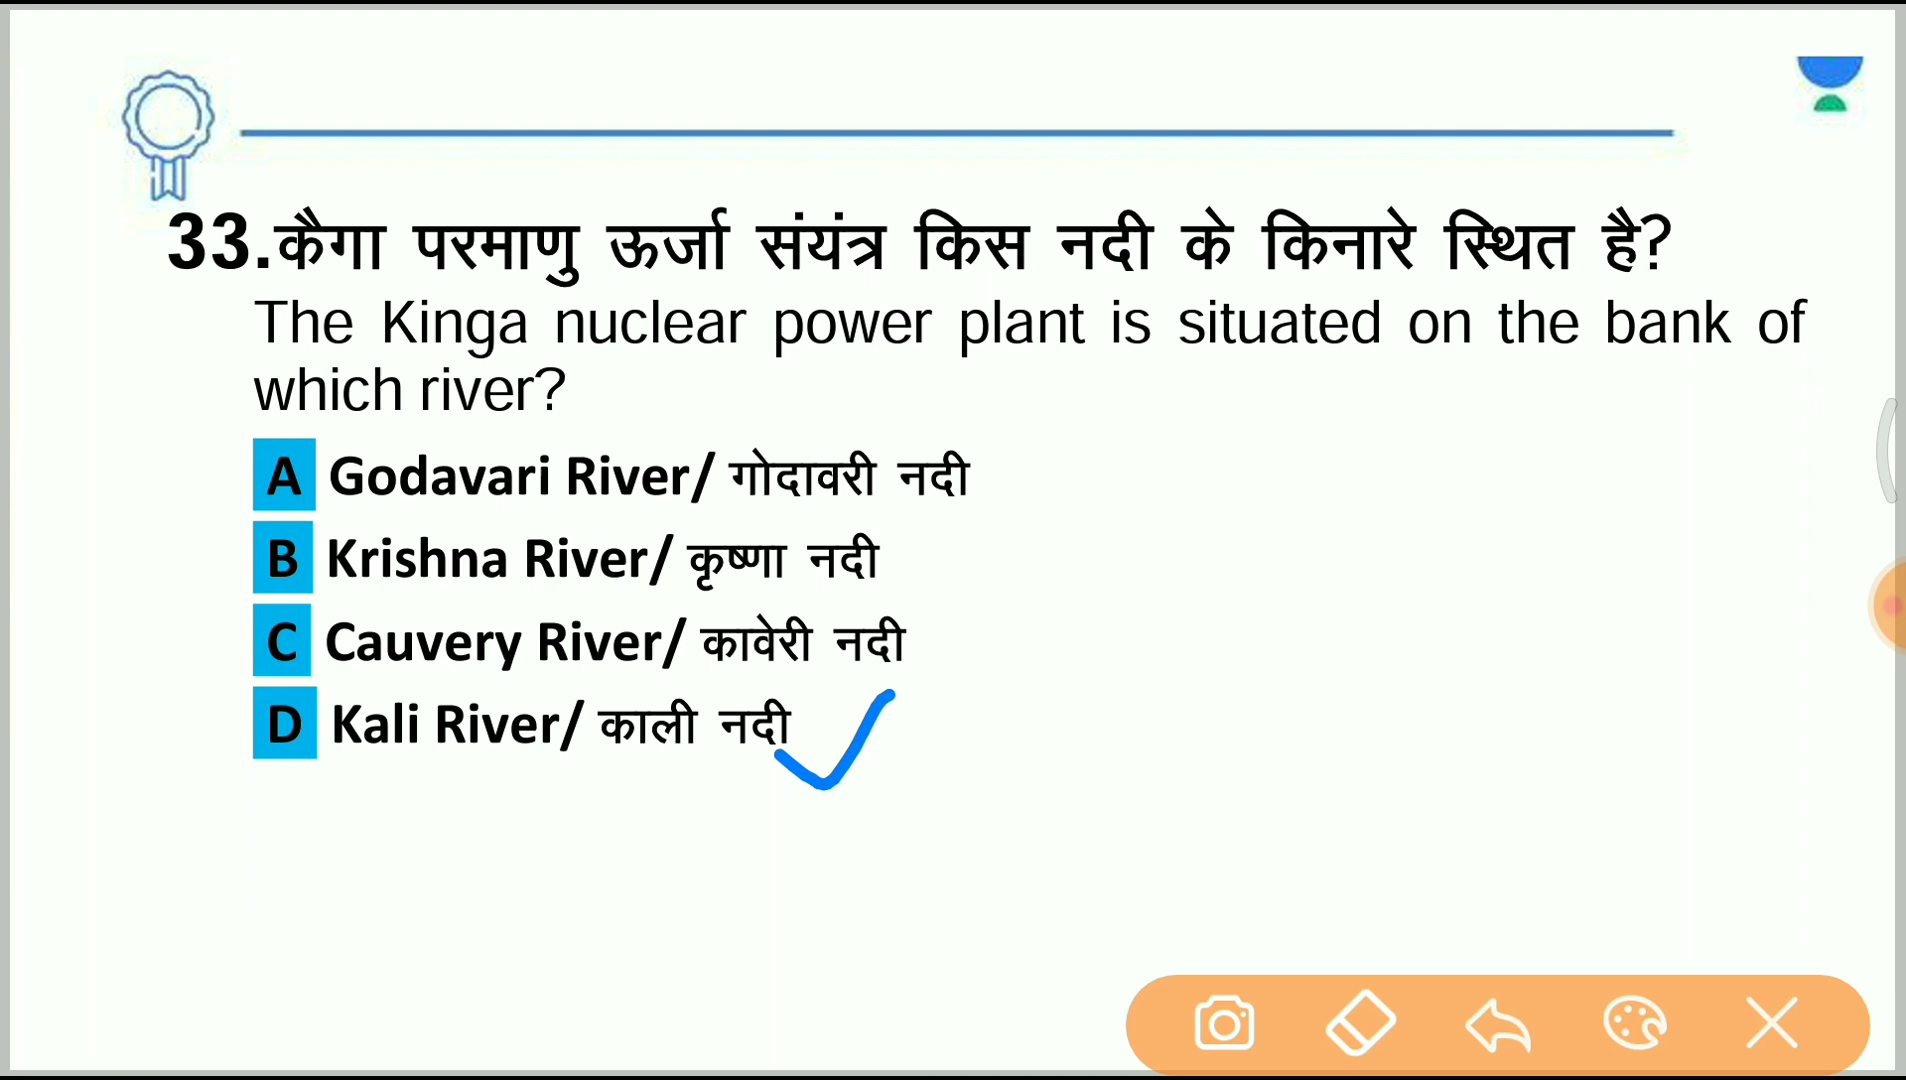 33.कैगा परमाणु ऊर्जा संयंत्र किस नदी के किनारे स्थित है?
The Kinga nuclear power plant is situated on the bank of
which river?
A Godavari River/ गोदावरी नदी
B Krishna River/ कृष्णा नदी
C Cauvery River/ कावेरी नदी
D Kali River/ काली नदी